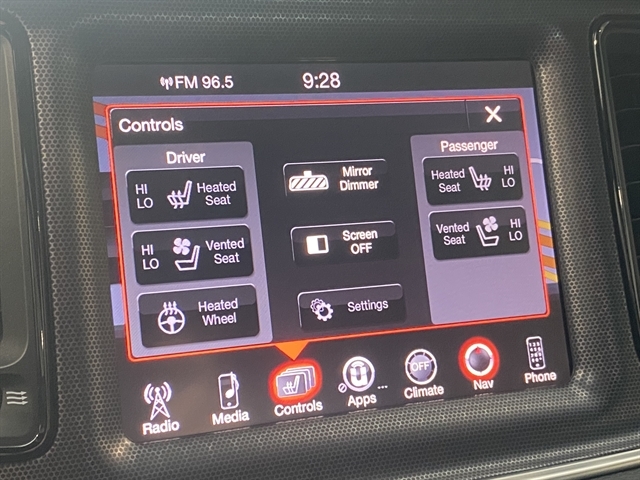 FM 96.5
9:28
Controls
X
Driver
HI
LO
Heated
Seat
HI
LO
Vented
Seat
Heated
Wheel
Mirror
Dimmer
Screen
OFF
Settings
Passenger
Heated
Seat
HI
LO
Vented
Seat
HI
LO
Radio
Media
Controls
Apps
...
OFF
Climate
Nav
Phone